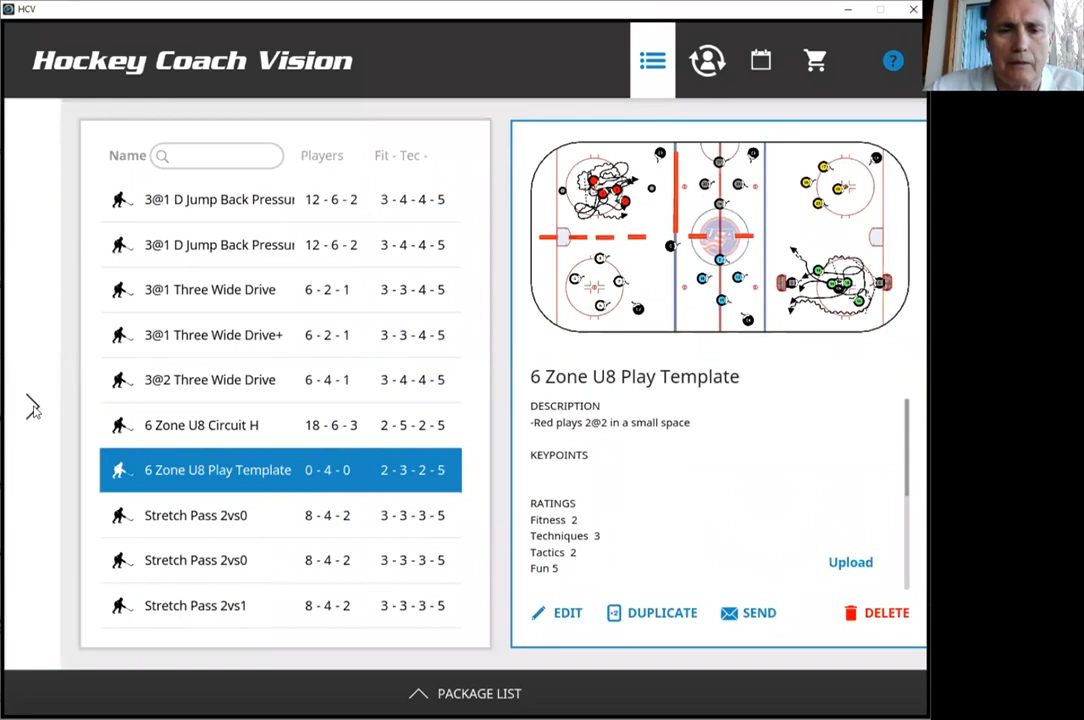 HCV
Hockey Coach Vision
?
Name Players Fit - Tec -
3@1 D Jump Back Pressur 12 - 6 - 2 3 - 4 - 4 - 5
3@1 D Jump Back Pressur 12 - 6 - 2 3 - 4 - 4 - 5
3@1 Three Wide Drive 6 - 2 - 1 3 - 3 - 4 - 5
3@1 Three Wide Drive+ 6 - 2 - 1 3 - 3 - 4 - 5
3@2 Three Wide Drive 6 - 4 - 1 3 - 4 - 4 - 5
6 Zone U8 Circuit H 18 - 6 - 3 2 - 5 - 2 - 5
6 Zone U8 Play Template 0 - 4 - 0 2 - 3 - 2 - 5
Stretch Pass 2vs0 8 - 4 - 2 3 - 3 - 3 - 5
Stretch Pass 2vs0 8 - 4 - 2 3 - 3 - 3 - 5
Stretch Pass 2vs1 8 - 4 - 2 3 - 3 - 3 - 5
6 Zone U8 Play Template
DESCRIPTION
-Red plays 2@2 in a small space
KEYPOINTS
RATINGS
Fitness 2
Techniques 3
Tactics 2
Fun 5
Upload
EDIT DUPLICATE SEND DELETE
PACKAGE LIST